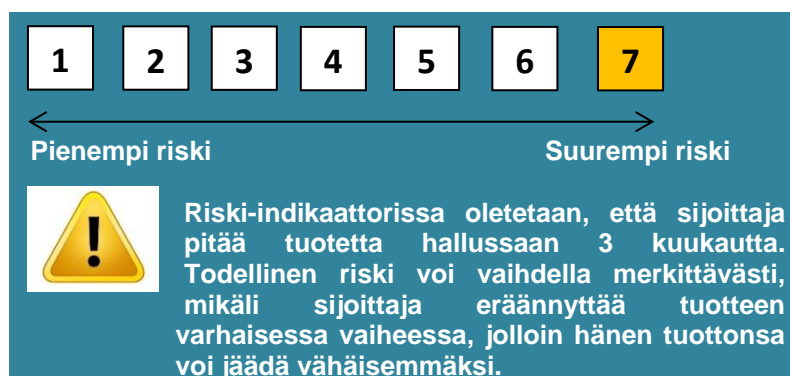 1 2 3 4 5 6 7
Pienempi riski Suurempi riski
!
Riski-indikaattorissa oletetaan, että sijoittaja
pitää tuotetta hallussaan 3 kuukautta.
Todellinen riski voi vaihdella merkittävästi,
mikäli sijoittaja eräännyttää tuotteen
varhaisessa vaiheessa, jolloin hänen tuottonsa
voi jäädä vähäisemmäksi.